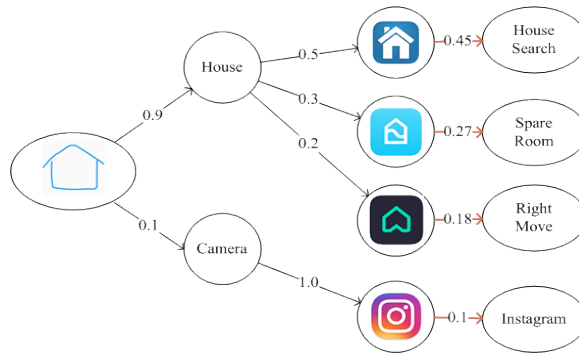 House
0.9
0.1
Camera
0.5
0.3
0.2
1.0
0.45
House
Search
0.27
Spare
Room
0.18
Right
Move
0.1
Instagram